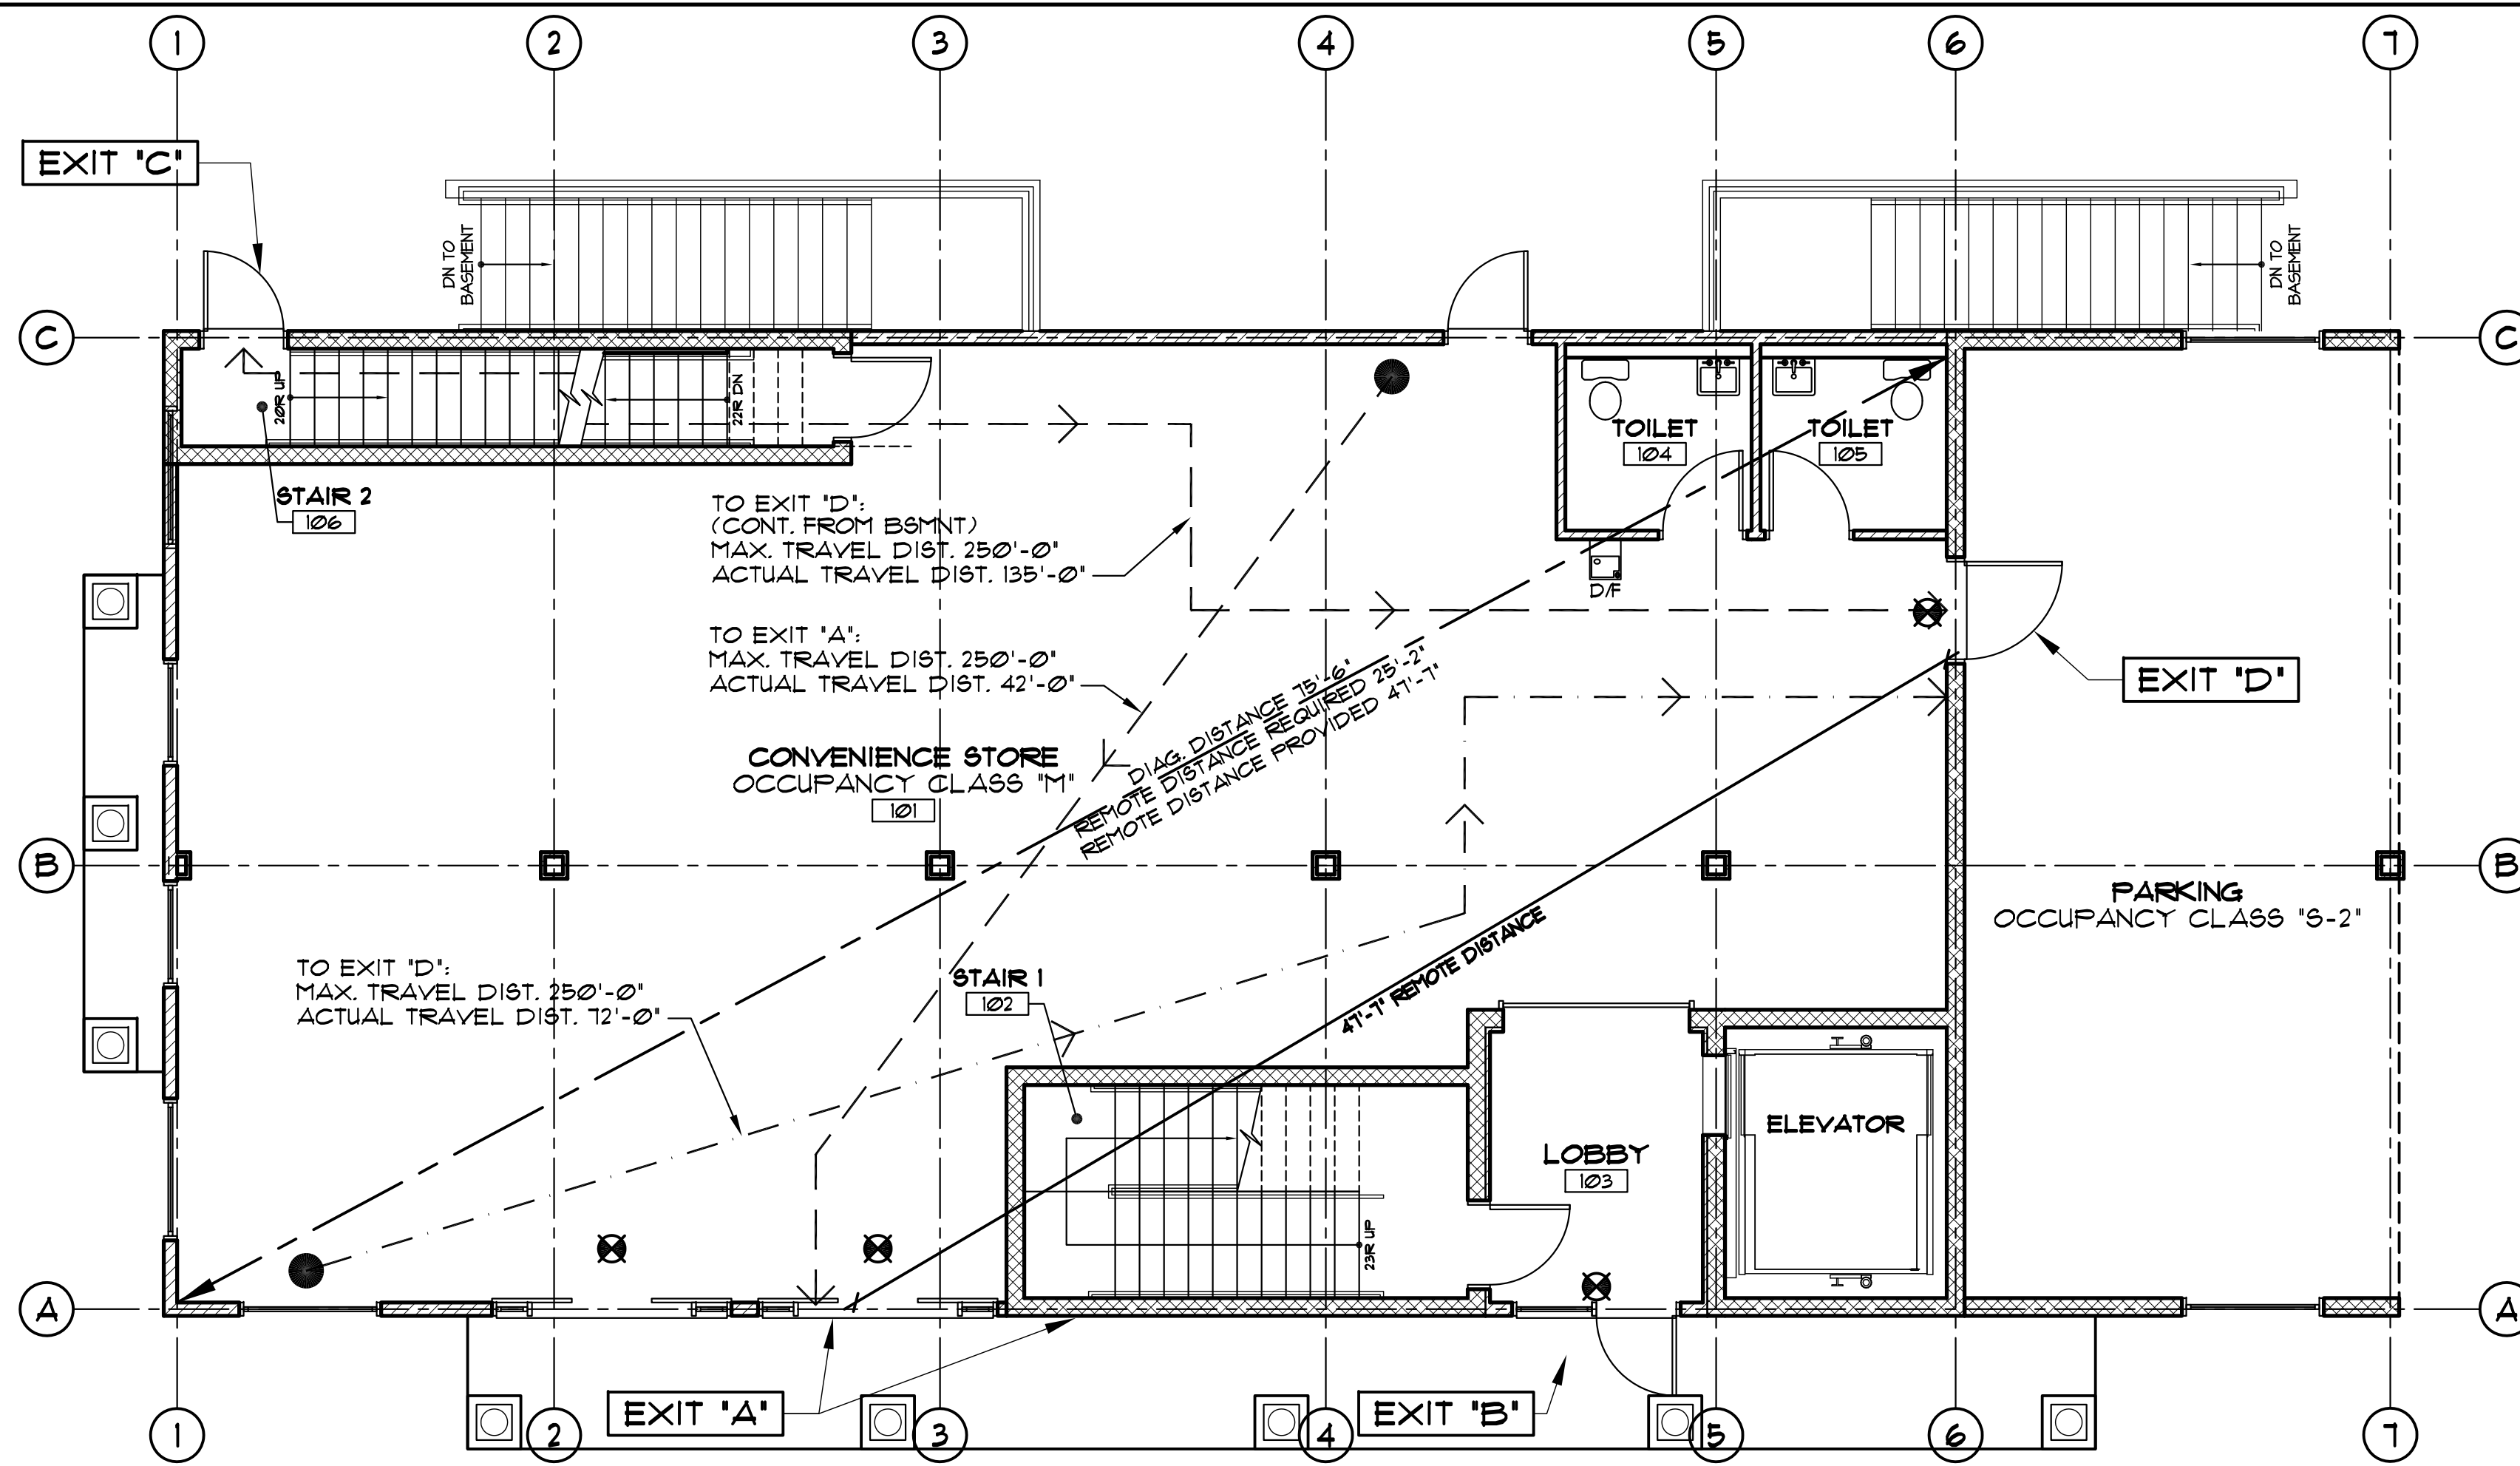 1
2
3
4
5
6
7
EXIT "C"
DN TO
BASEMENT
DN TO
BASEMENT
C
C
20R UP
22R DN
TOILET
104
TOILET
105
STAIR 2
106
TO EXIT "D":
(CONT. FROM BSMNT)
MAX. TRAVEL DIST. 250'-0"
ACTUAL TRAVEL DIST. 135'-0"
D/F
TO EXIT "A":
MAX. TRAVEL DIST. 250'-0"
ACTUAL TRAVEL DIST. 42'-0"
EXIT "D"
DIAG. DISTANCE 75'-6"
REMOTE DISTANCE REQUIRED 25'-2"
REMOTE DISTANCE PROVIDED 47'-7"
CONVENIENCE STORE
OCCUPANCY CLASS "M"
101
B
B
PARKING
OCCUPANCY CLASS "S-2"
47'-7" REMOTE DISTANCE
TO EXIT "D":
MAX. TRAVEL DIST. 250'-0"
ACTUAL TRAVEL DIST. 72'-0"
STAIR 1
102
ELEVATOR
LOBBY
103
23R UP
A
A
EXIT "A"
EXIT "B"
1
2
3
4
5
6
7